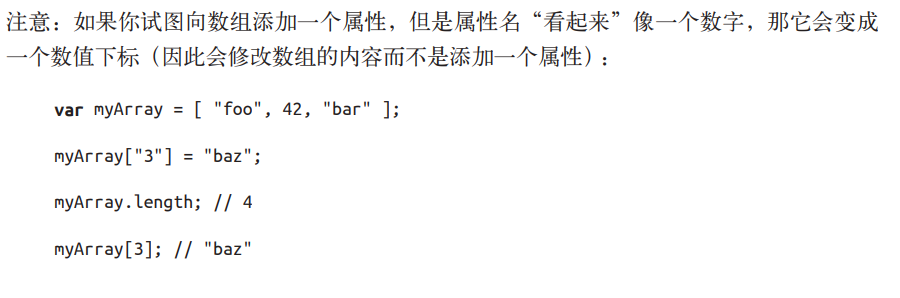 注意：如果你试图向数组添加一个属性，但是属性名“看起来”像一个数字，那它会变成
一个数值下标（因此会修改数组的内容而不是添加一个属性）：
var myArray = [ "foo", 42, "bar" ];
myArray["3"] = "baz";
myArray.length; // 4
myArray[3]; // "baz"